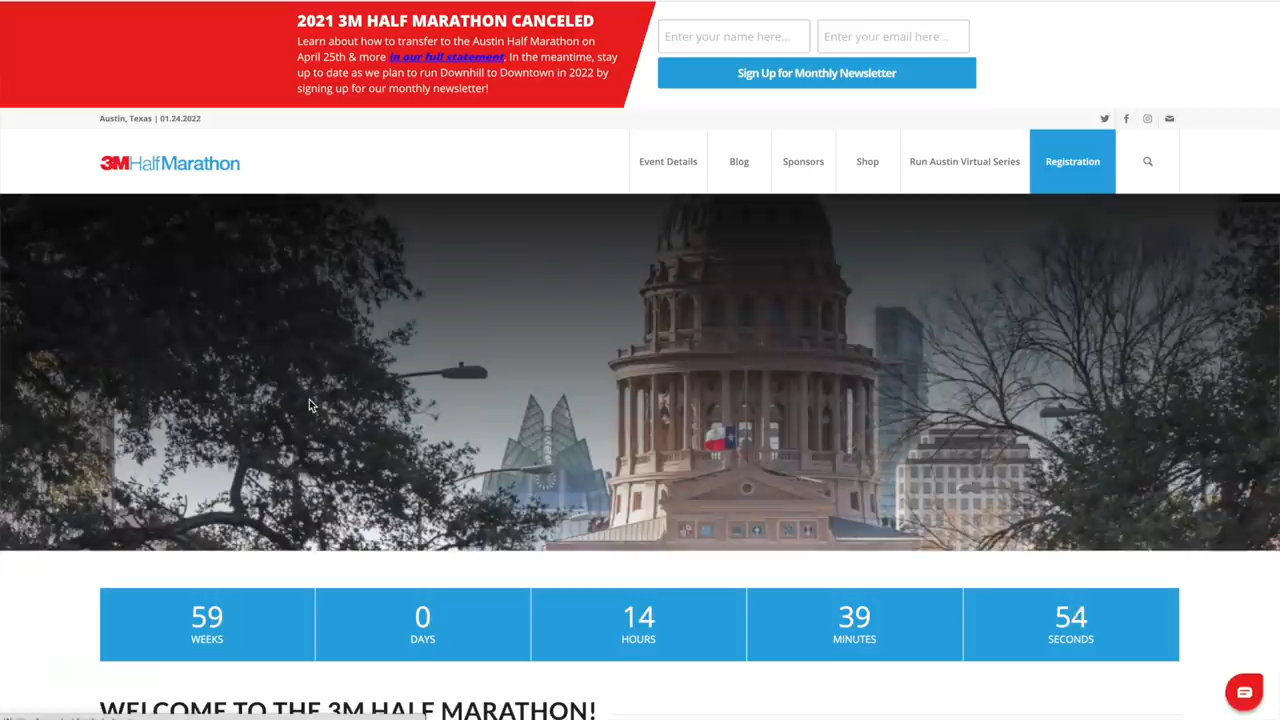 2021 3M HALF MARATHON CANCELED
Learn about how to transfer to the Austin Half Marathon on
April 25th & more in our full statement. In the meantime, stay
up to date as we plan to run Downhill to Downtown in 2022 by
signing up for our monthly newsletter!
Enter your name here... Enter your email here...
Sign Up for Monthly Newsletter
Austin, Texas | 01.24.2022
3M Half Marathon
Event Details Blog Sponsors Shop Run Austin Virtual Series Registration
59 0 14 39 54
WEEKS DAYS HOURS MINUTES SECONDS
WELCOME TO THE 3M HALF MARATHON!